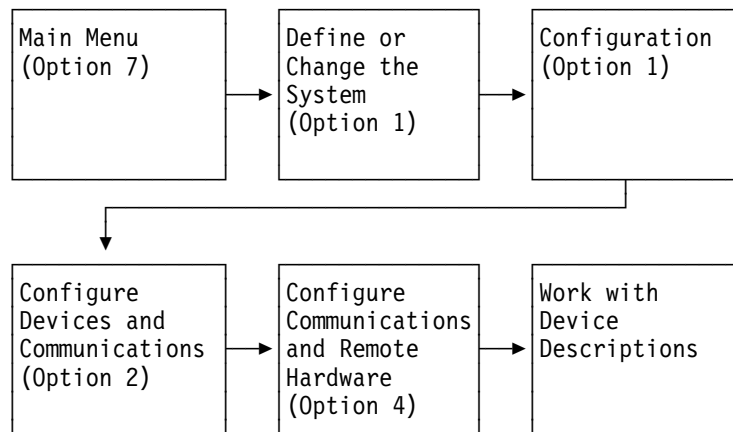 Main Menu
(Option 7)
Define or
Change the
System
(Option 1)
Configuration
(Option 1)
Configure
Devices and
Communications
(Option 2)
Configure
Communications
and Remote
Hardware
(Option 4)
Work with
Device
Descriptions